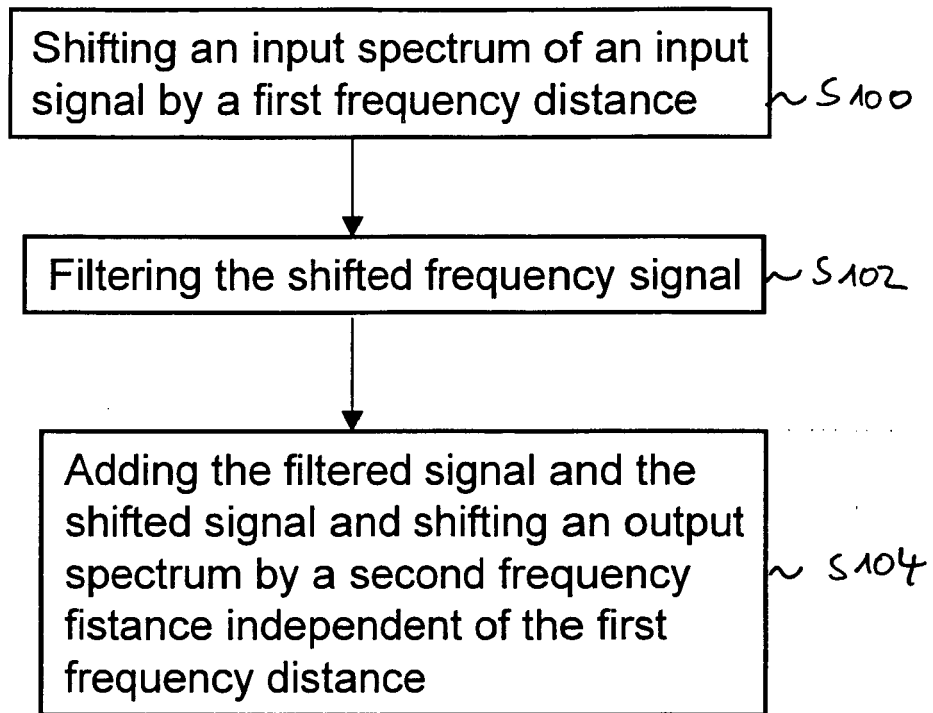 Shifting an input spectrum of an input
signal by a first frequency distance
~ S100
Filtering the shifted frequency signal
~ S102
Adding the filtered signal and the
shifted signal and shifting an output
spectrum by a second frequency
fistance independent of the first
frequency distance
~ S104